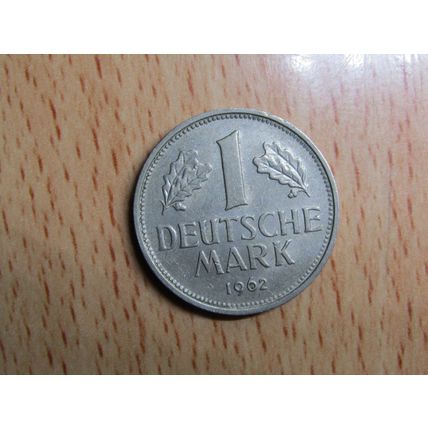 1
DEUTSCHE
MARK
1962